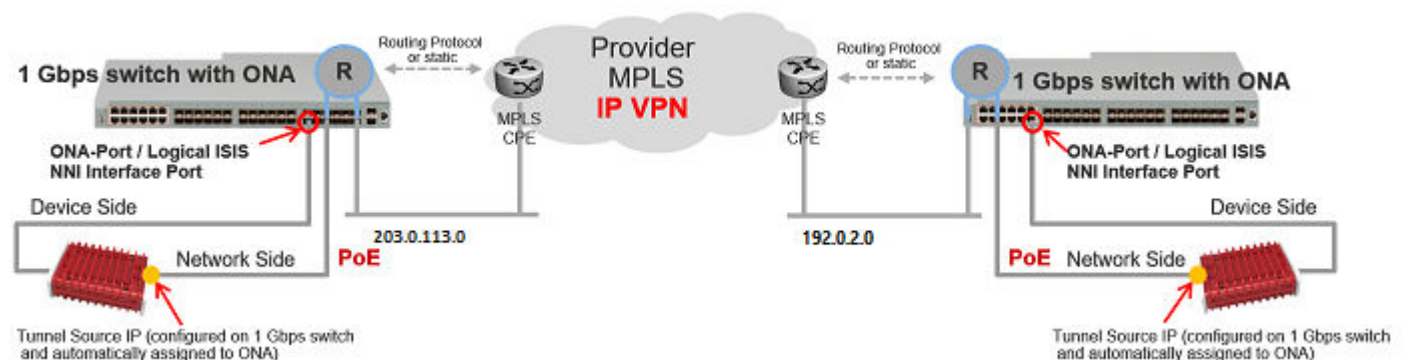 1 Gbps switch with ONA
R
Routing Protocol
or static
MPLS
CPE
Provider
MPLS
IP VPN
MPLS
CPE
Routing Protocol
or static
R
1 Gbps switch with ONA
ONA-Port / Logical ISIS
NNI Interface Port
ONA-Port / Logical ISIS
NNI Interface Port
Device Side
Device Side
203.0.113.0
192.0.2.0
Network Side
PoE
PoE
Network Side
Tunnel Source IP (configured on 1 Gbps switch
and automatically assigned to ONA)
Tunnel Source IP (configured on 1 Gbps switch
and automatically assigned to ONA)